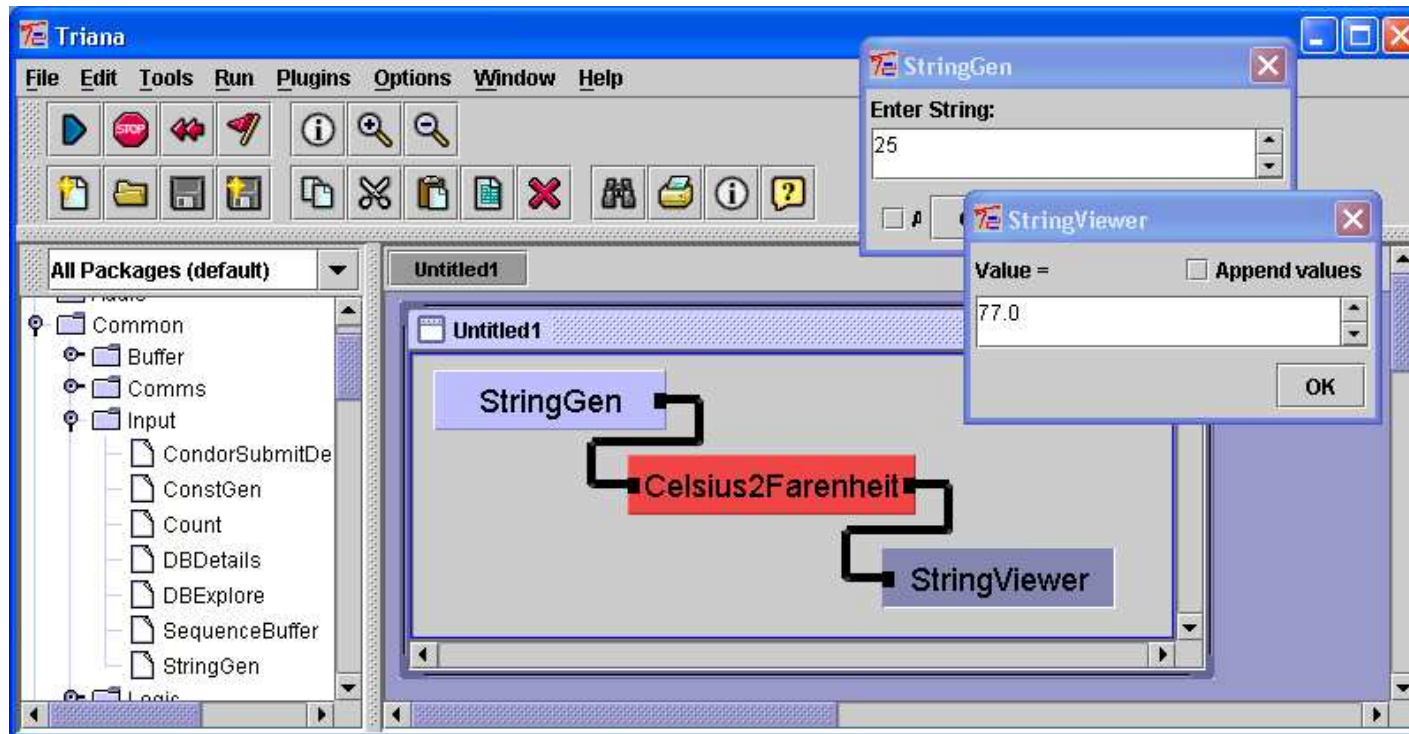 Triana
File Edit Tools Run Plugins Options Window Help
STOP
StringGen
Enter String:
25
StringViewer
Value =
Append values
77.0
OK
All Packages (default)
Common
Buffer
Comms
Input
CondorSubmitDe
ConstGen
Count
DBDetails
DBExplore
SequenceBuffer
StringGen
Untitled1
Untitled1
StringGen
Celsius2Farenheit
StringViewer